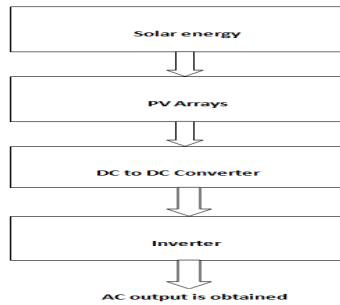 Solar energy
PV Arrays
DC to DC Converter
Inverter
AC output is obtained